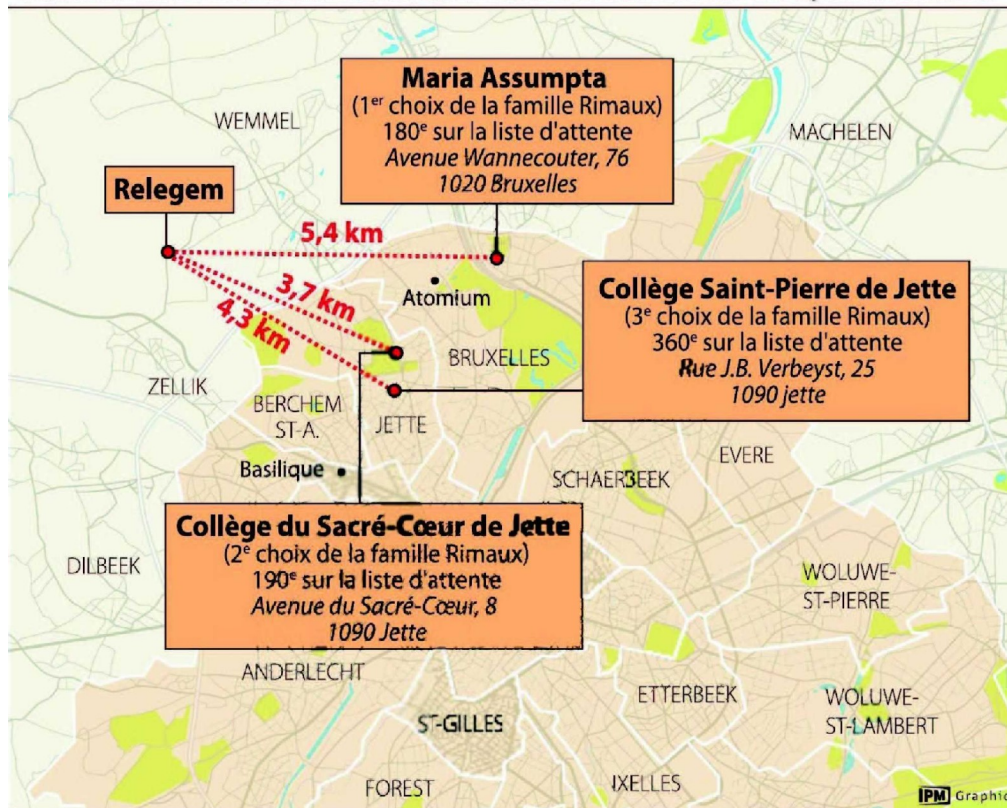 Maria Assumpta
(1er choix de la famille Rimaux)
180e sur la liste d'attente
Avenue Wannecouter, 76
1020 Bruxelles
WEMMEL
MACHELEN
Relegem
5,4 km
3,7 km
4,3 km
Atomium
Collège Saint-Pierre de Jette
(3e choix de la famille Rimaux)
360e sur la liste d'attente
Rue J.B. Verbeyst, 25
1090 jette
BRUXELLES
ZELLIK
BERCHEM
ST-A.
JETTE
Basilique
SCHAERBEEK
EVERE
Collège du Sacré-Cœur de Jette
(2e choix de la famille Rimaux)
190e sur la liste d'attente
Avenue du Sacré-Cœur, 8
1090 Jette
DILBEEK
WOLUWE-
ST-PIERRE
ANDERLECHT
ETTERBEEK
WOLUWE-
ST-LAMBERT
ST-GILLES
FOREST
IXELLES
IPM Graphic